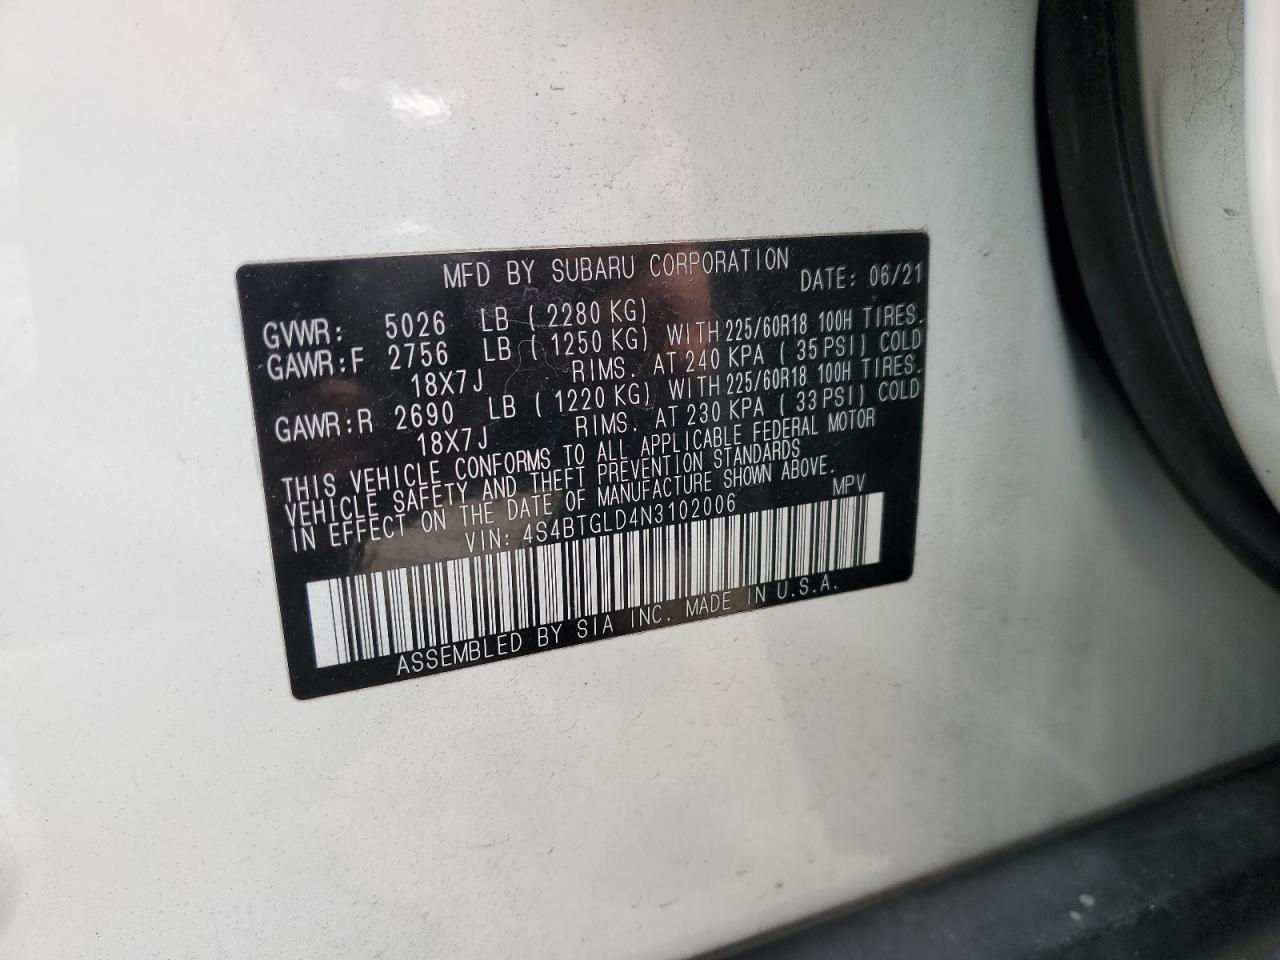 MFD BY SUBARU CORPORATION DATE: 06/21
GVWR: 5026 LB ( 2280 KG)
GAWR:F 2756 LB ( 1250 KG) WITH 225/60R18 100H TIRES.
18X7J RIMS. AT 240 KPA ( 35 PSI) COLD
GAWR:R 2690 LB ( 1220 KG) WITH 225/60R18 100H TIRES.
18X7J RIMS. AT 230 KPA ( 33 PSI) COLD
THIS VEHICLE CONFORMS TO ALL APPLICABLE FEDERAL MOTOR
VEHICLE SAFETY AND THEFT PREVENTION STANDARDS
IN EFFECT ON THE DATE OF MANUFACTURE SHOWN ABOVE.
VIN: 4S4BTGLD4N3102006 MPV
ASSEMBLED BY SIA INC. MADE IN U.S.A.